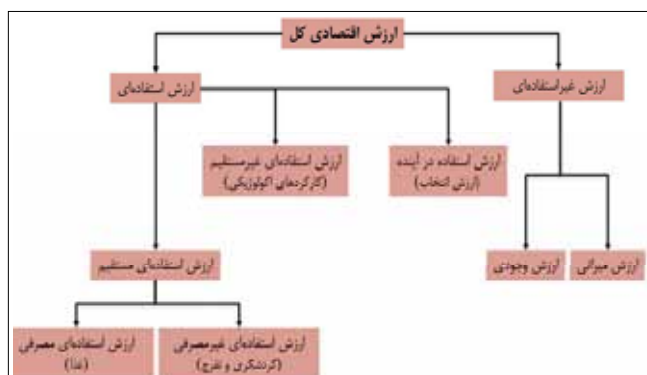 ارزش اقتصادی کل
ارزش غیراستفاده‌ای
ارزش استفاده‌ای
ارزش استفاده در آینده
(ارزش انتخاب)
ارزش استفاده‌ای غیرمستقیم
(کارکردهای اکولوژیکی)
ارزش میراثی
ارزش وجودی
ارزش استفاده‌ای مستقیم
ارزش استفاده‌ای غیرمصرفی
(گردشگری و تفرج)
ارزش استفاده‌ای مصرفی
(غذا)